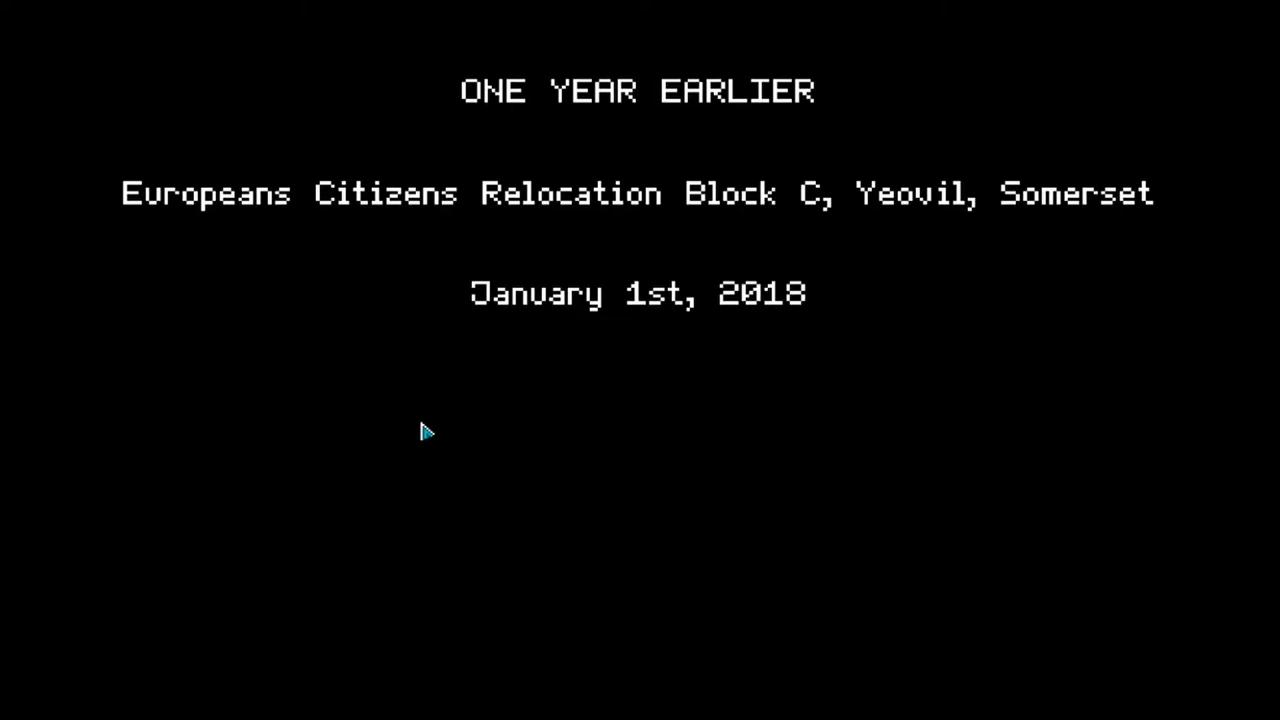 ONE YEAR EARLIER
Europeans Citizens Relocation Block C, Yeovil, Somerset
January 1st, 2018